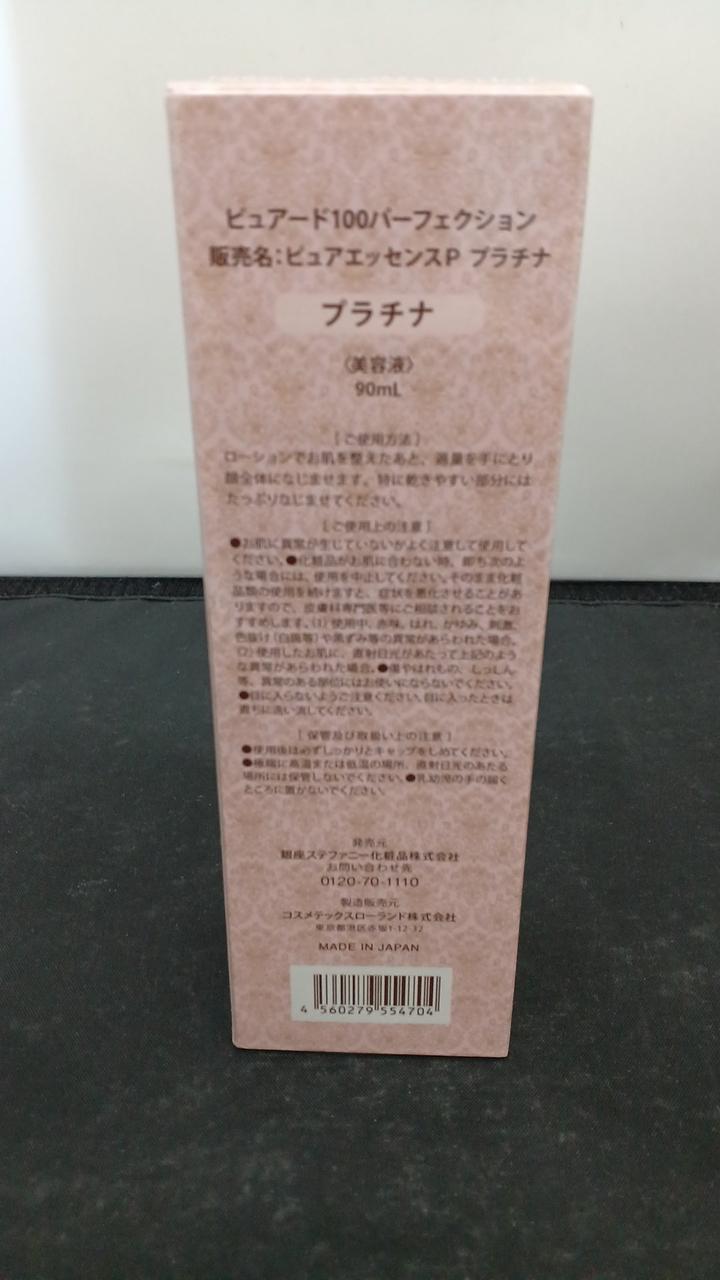 ピュアード100パーフェクション
販売名：ピュアエッセンスP プラチナ
プラチナ
〈美容液〉
90mL
［ご使用方法］
ローションでお肌を整えたあと、適量を手にとり
顔全体になじませます。特に乾きやすい部分には
たっぷりなじませてください。
［ご使用上の注意］
●お肌に異常が生じていないかよく注意して使用して
ください。●化粧品がお肌に合わない時、即ち次のよ
うな場合には、使用を中止してください。そのまま化粧
品類の使用を続けますと、症状を悪化させることがあ
りますので、皮膚科専門医等にご相談されることをお
すすめします。(1)使用中、赤味、はれ、かゆみ、刺激、
色抜け(白斑等)や黒ずみ等の異常があらわれた場合。
(2)使用したお肌に、直射日光があたって上記のよう
な異常があらわれた場合。●傷やはれもの、しっしん
等、異常のある部位にはお使いにならないでください。
●目に入らないようご注意ください。目に入ったときは
直ちに洗い流してください。
［保管及び取扱い上の注意］
●使用後は必ずしっかりとキャップをしめてください。
●極端に高温または低温の場所、直射日光のあたる
場所には保管しないでください。●乳幼児の手の届く
ところに置かないでください。
発売元
銀座ステファニー化粧品株式会社
お問い合わせ先
0120-70-1110
製造販売元
コスメテックスローランド株式会社
東京都港区赤坂1-12-32
MADE IN JAPAN
4 560279 554704